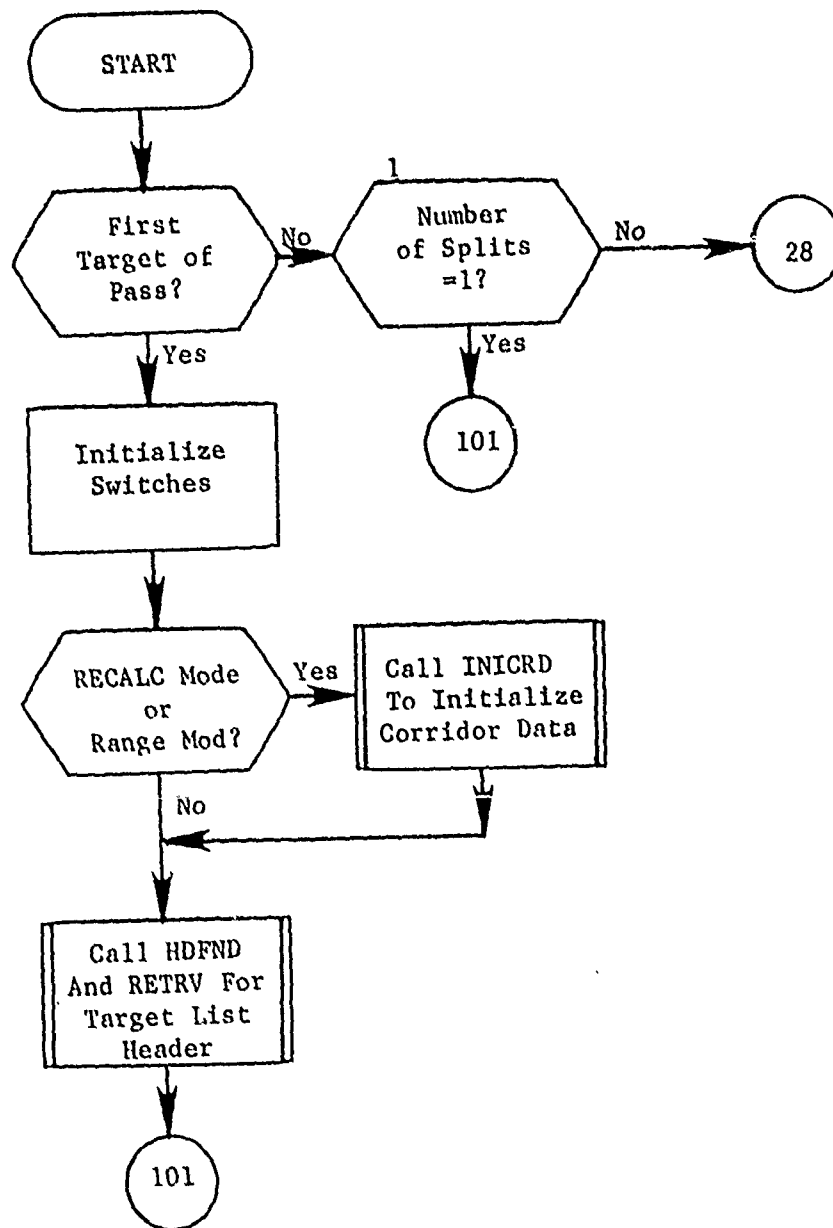 START
First
Target of
Pass?
No
1
Number
of Splits
=1?
No
28
Yes
Yes
101
Initialize
Switches
RECALC Mode
or
Range Mod?
Yes
Call INICRD
To Initialize
Corridor Data
No
Call HDFND
And RETRV For
Target List
Header
101